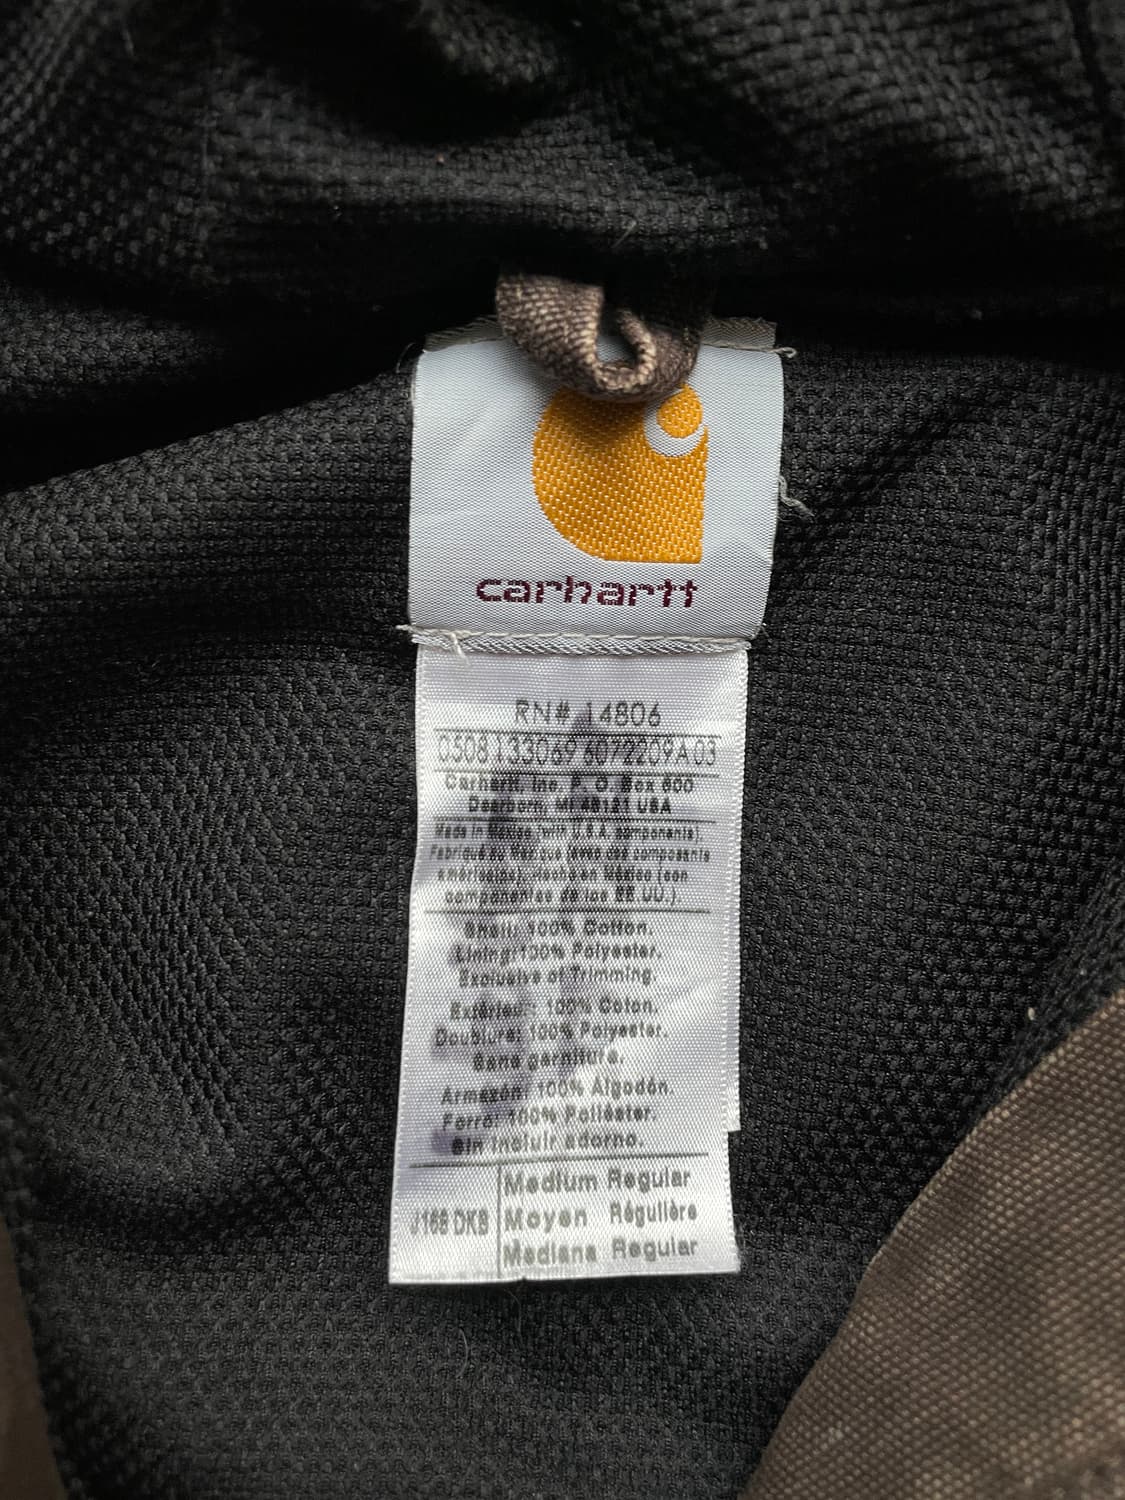 carhartt
RN# 14806
0508133069 6072209A03
Carhartt, Inc. P. O. Box 600
Dearborn, MI 48121 USA
Made in Mexico (with U.S.A. components).
Fabriqué au Mexique avec des composants
américains). Hecho en México (con
componentes de los EE.UU.)
Shell: 100% Cotton.
Lining:100% Polyester.
Exclusive of Trimming.
Extérieur: 100% Coton.
Doublure: 100% Polyester.
Sans garniture.
Armazón: 100% Algodón.
Forro: 100% Poliéster.
Sin incluir adorno.
J168 DKB
Medium Regular
Moyen Régulière
Mediana Regular